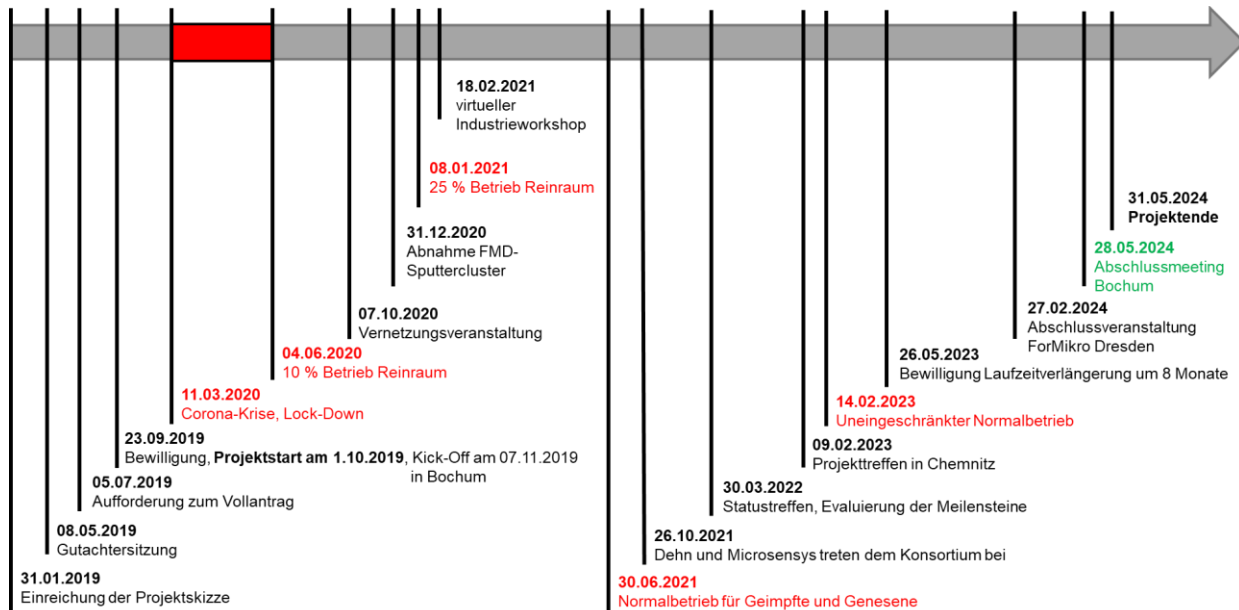 18.02.2021
virtueller
Industrieworkshop
08.01.2021
25 % Betrieb Reinraum
31.12.2020
Abnahme FMD-
Sputtercluster
07.10.2020
Vernetzungsveranstaltung
04.06.2020
10 % Betrieb Reinraum
11.03.2020
Corona-Krise, Lock-Down
23.09.2019
Bewilligung, Projektstart am 1.10.2019, Kick-Off am 07.11.2019
in Bochum
05.07.2019
Aufforderung zum Vollantrag
08.05.2019
Gutachtersitzung
31.01.2019
Einreichung der Projektskizze
31.05.2024
Projektende
28.05.2024
Abschlussmeeting
Bochum
27.02.2024
Abschlussveranstaltung
ForMikro Dresden
26.05.2023
Bewilligung Laufzeitverlängerung um 8 Monate
14.02.2023
Uneingeschränkter Normalbetrieb
09.02.2023
Projekttreffen in Chemnitz
30.03.2022
Statustreffen, Evaluierung der Meilensteine
26.10.2021
Dehn und Microsensys treten dem Konsortium bei
30.06.2021
Normalbetrieb für Geimpfte und Genesene